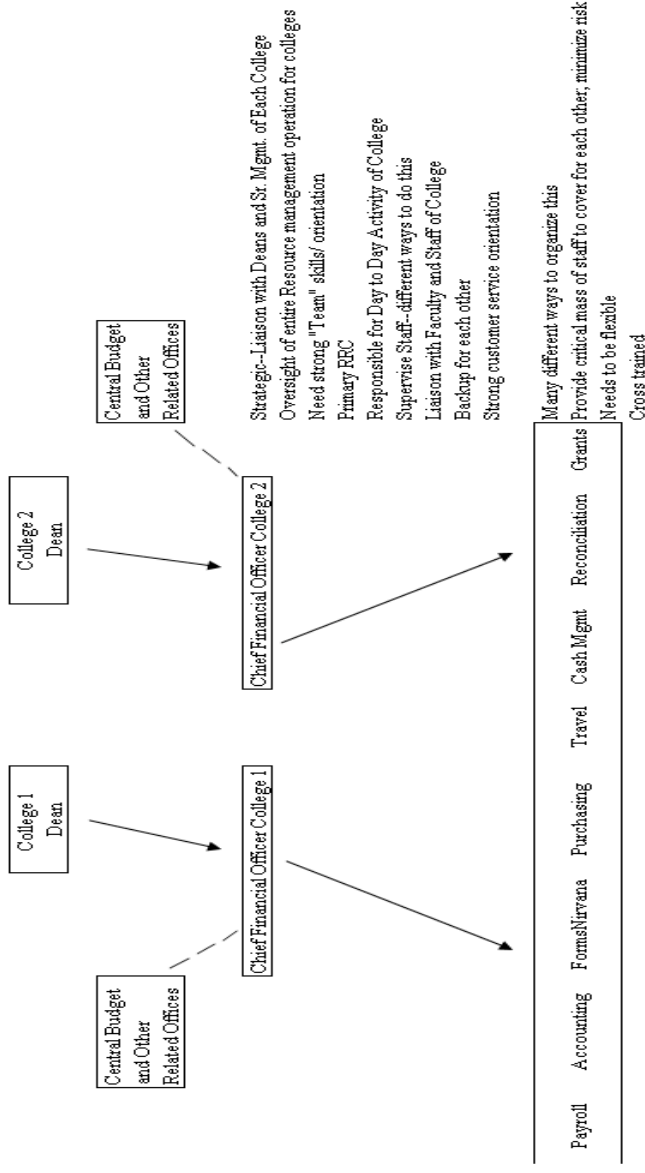 College 1
Dean
College 2
Dean
Central Budget
and Other
Related Offices
Central Budget
and Other
Related Offices
Chief Financial Officer College 1
Chief Financial Officer College 2
Strategic--Liaison with Deans and Sr. Mgmt. of Each College
Oversight of entire Resource management operation for colleges
Need strong "Team" skills/ orientation
Primary RRC
Responsible for Day to Day Activity of College
Supervise Staff--different ways to do this
Liaison with Faculty and Staff of College
Backup for each other
Strong customer service orientation
Payroll Accounting FormsNirvana Purchasing Travel Cash Mgmt Reconciliation Grants
Many different ways to organize this
Provide critical mass of staff to cover for each other; minimize risk
Needs to be flexible
Cross trained